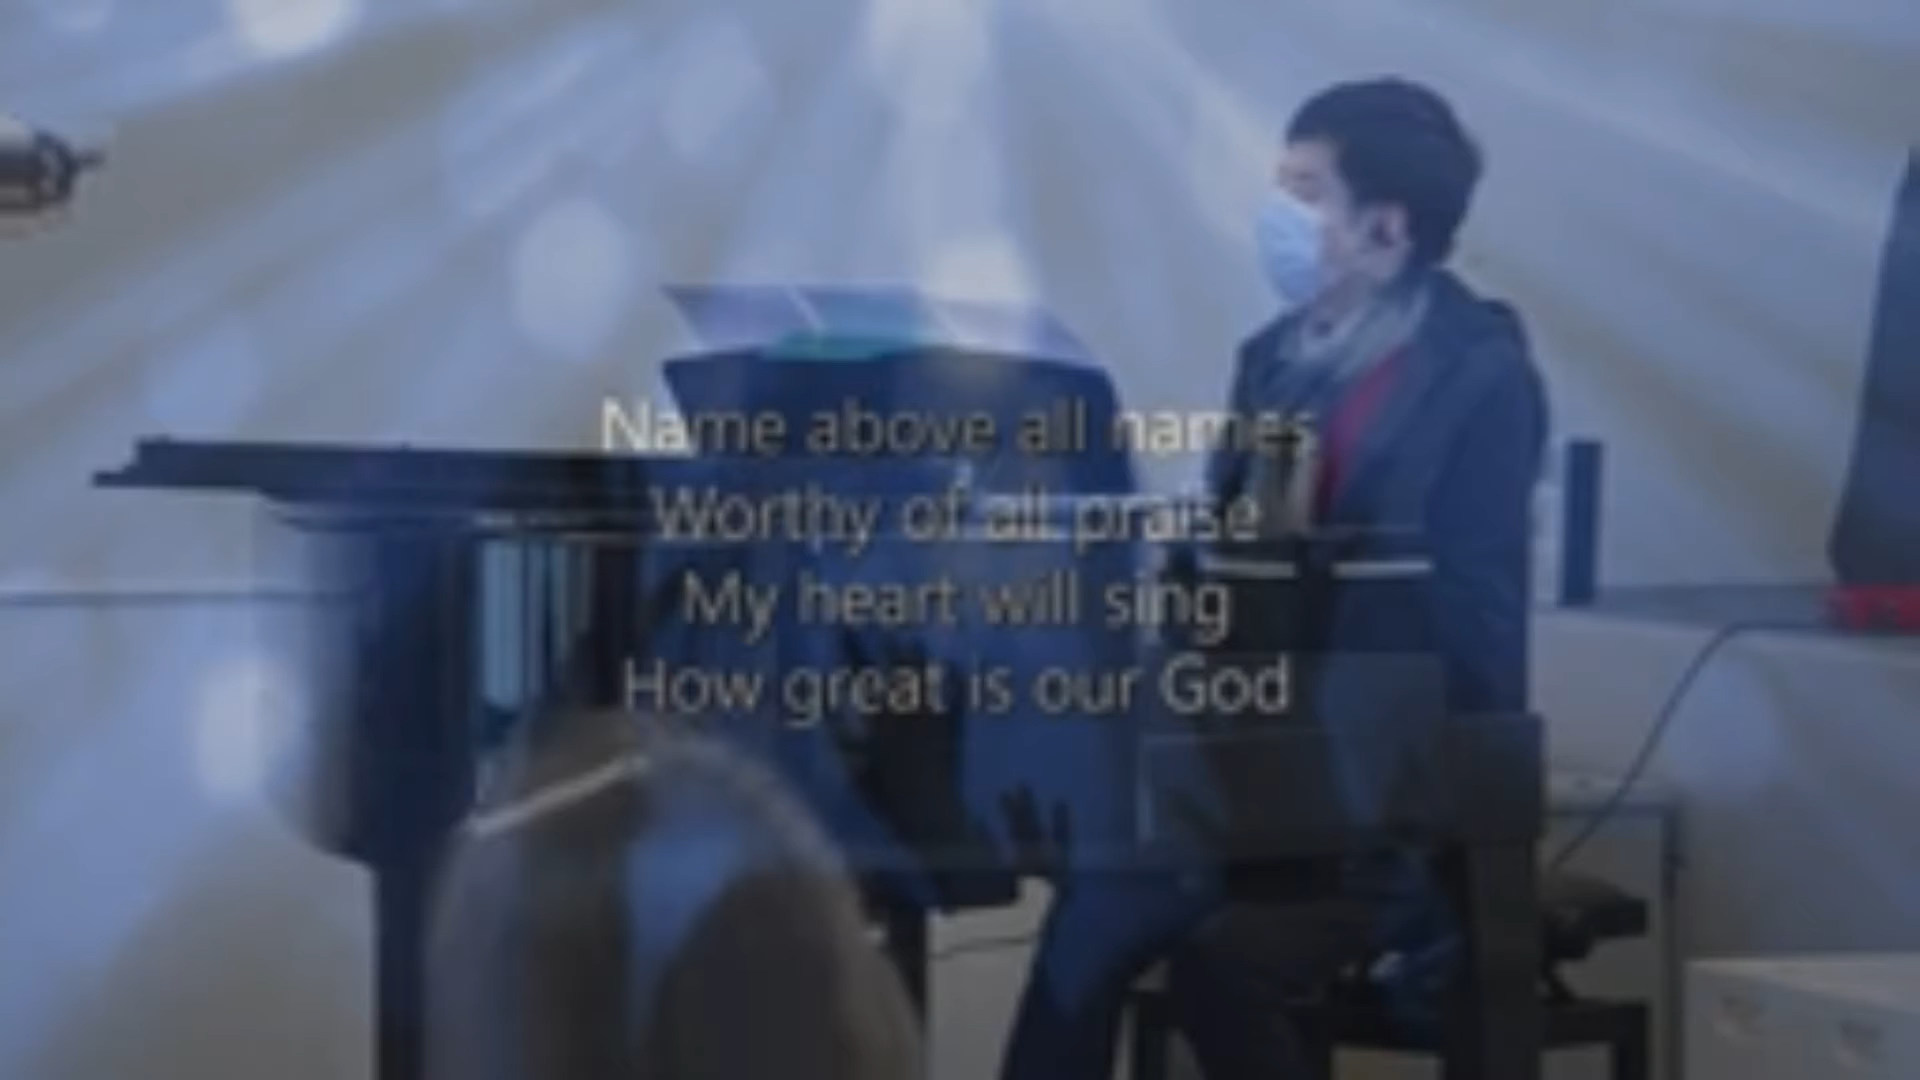 Name above all names
Worthy of all praise
My heart will sing
How great is our God